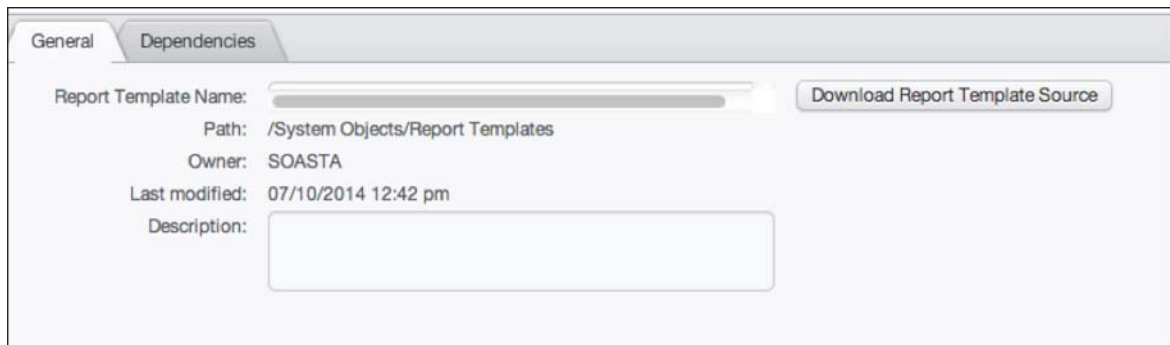 General Dependencies
Report Template Name: Download Report Template Source
Path: /System Objects/Report Templates
Owner: SOASTA
Last modified: 07/10/2014 12:42 pm
Description: